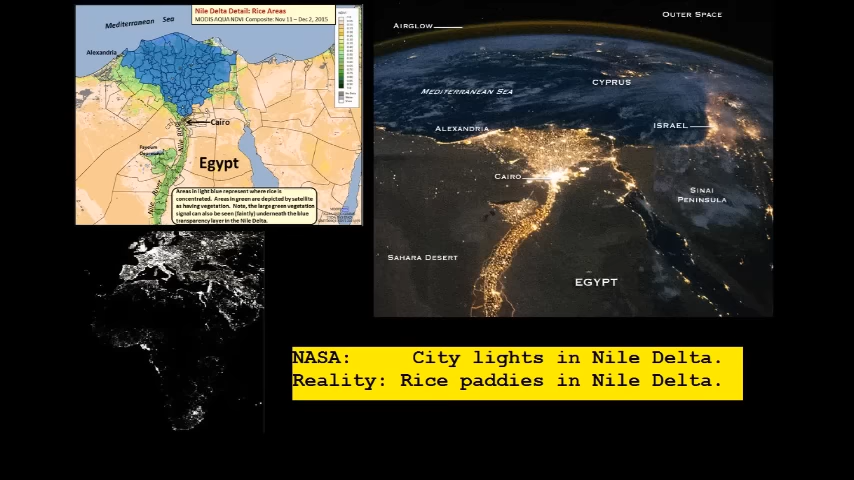 Nile Delta Detail: Rice Areas
MODIS AQUA NDVI Composite: Nov 11 – Dec 2, 2015
Mediterranean Sea
Alexandria
Cairo
Nile River
Fayoum
Depression
Egypt
Areas in light blue represent where rice is
concentrated. Areas in green are depicted by satellite
as having vegetation. Note, the large green vegetation
signal can also be seen (faintly) underneath the blue
transparency layer in the Nile Delta.
OUTER SPACE
AIRGLOW
CYPRUS
MEDITERRANEAN SEA
ALEXANDRIA
ISRAEL
CAIRO
SINAI
PENINSULA
SAHARA DESERT
EGYPT
NASA: City lights in Nile Delta.
Reality: Rice paddies in Nile Delta.